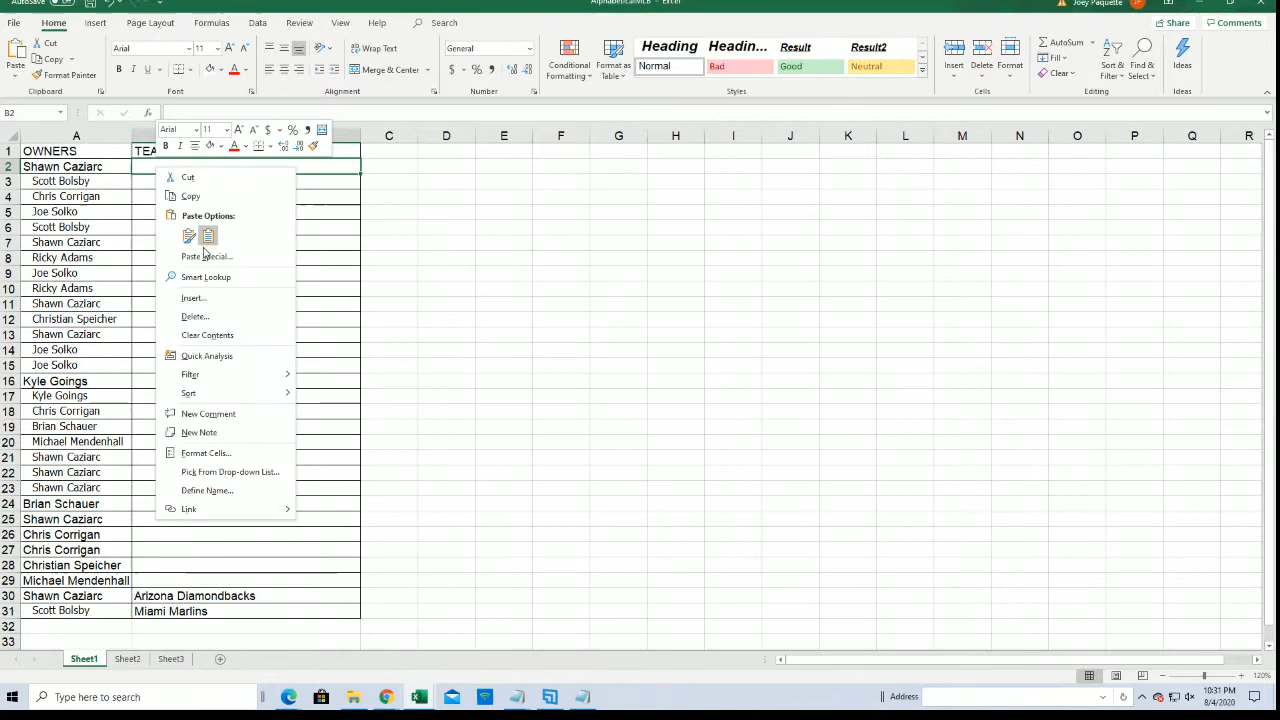 AutoSave AlphabeticalMLB - Excel Joey Paquette
File Home Insert Page Layout Formulas Data Review View Help Search Share Comments
Paste Cut Arial 11 Wrap Text General Conditional Formatting Format as Table Heading Headin... Result Result2 Insert Delete Format AutoSum Sort & Filter Find & Select Ideas
Copy Fill
Format Painter Merge & Center Normal Bad Good Neutral Clear
Clipboard Font Alignment Number Styles Cells Editing Ideas
B2 fx
Arial 11
A C D E F G H I J K L M N O P Q R
1 OWNERS TEA
2 Shawn Caziarc
3 Scott Bolsby
4 Chris Corrigan
5 Joe Solko
6 Scott Bolsby
7 Shawn Caziarc
8 Ricky Adams
9 Joe Solko
10 Ricky Adams
11 Shawn Caziarc
12 Christian Speicher
13 Shawn Caziarc
14 Joe Solko
15 Joe Solko
16 Kyle Goings
17 Kyle Goings
18 Chris Corrigan
19 Brian Schauer
20 Michael Mendenhall
21 Shawn Caziarc
22 Shawn Caziarc
23 Shawn Caziarc
24 Brian Schauer
25 Shawn Caziarc
26 Chris Corrigan
27 Chris Corrigan
28 Christian Speicher
29 Michael Mendenhall
30 Shawn Caziarc Arizona Diamondbacks
31 Scott Bolsby Miami Marlins
32
33
Cut
Copy
Paste Options:
Paste Special...
Smart Lookup
Insert...
Delete...
Clear Contents
Quick Analysis
Filter
Sort
New Comment
New Note
Format Cells...
Pick From Drop-down List...
Define Name...
Link
Sheet1 Sheet2 Sheet3
120%
Type here to search Address 10:31 PM
8/4/2020